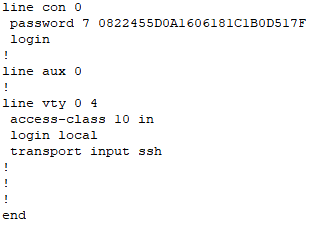 line con 0
 password 7 0822455D0A1606181C1B0D517F
 login
!
line aux 0
!
line vty 0 4
 access-class 10 in
 login local
 transport input ssh
!
!
!
end